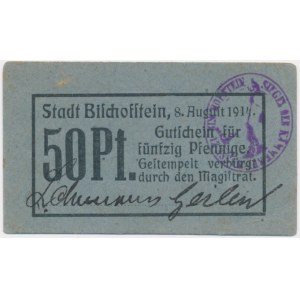 Stadt Bischofstein, 8. August 1914.
50 Pf.
Gutschein für
fünfzig Pfennige
Gestempelt verbürgt
durch den Magistrat.